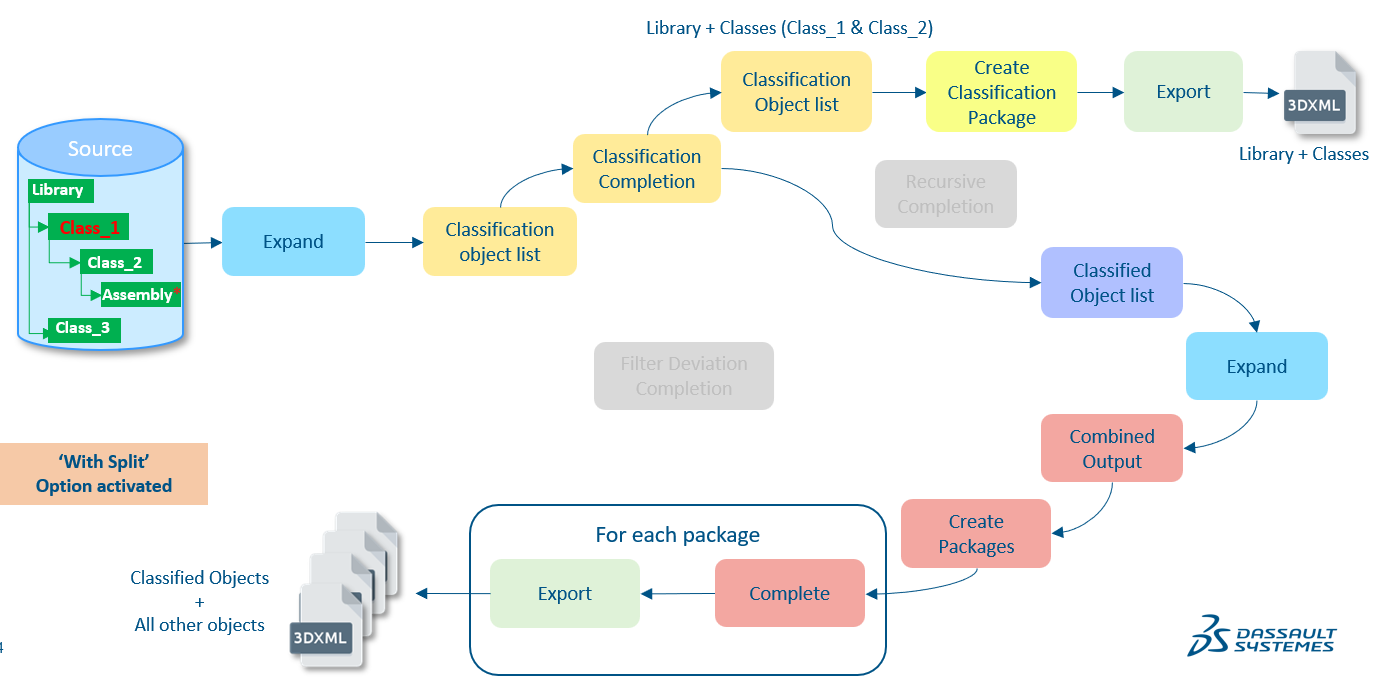 Library + Classes (Class_1 & Class_2)
Classification
Object list
Create
Classification
Package
Export
3DXML
Library + Classes
Source
Library
Class_1
Class_2
Assembly*
Class_3
Expand
Classification
object list
Classification
Completion
Recursive
Completion
Classified
Object list
Expand
Filter Deviation
Completion
Combined
Output
‘With Split’
Option activated
Create
Packages
For each package
Complete
Export
Classified Objects
+
All other objects
3DXML
4
DASSAULT
SYSTEMES